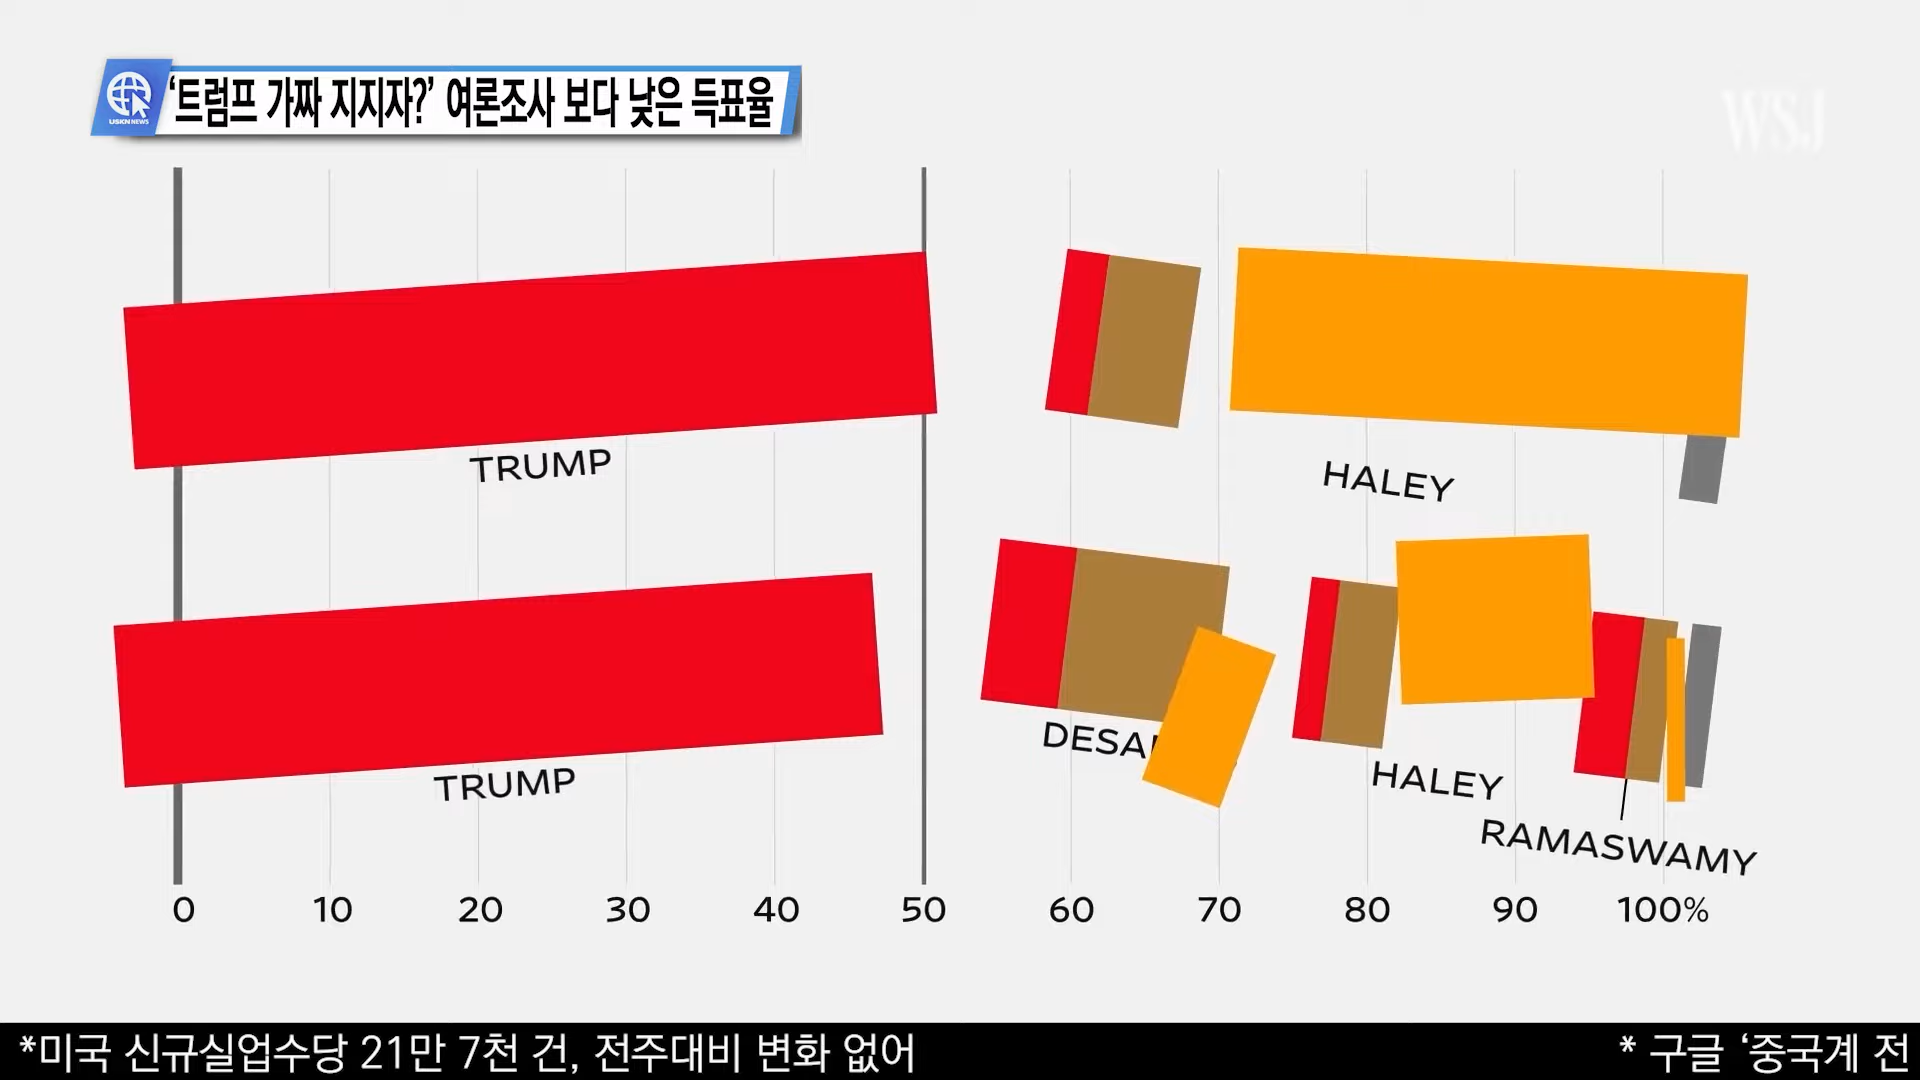 ‘트럼프 가짜 지지자?’ 여론조사 보다 낮은 득표율
USKN NEWS
WSJ
TRUMP
HALEY
TRUMP
DESA
HALEY
RAMASWAMY
0 10 20 30 40 50 60 70 80 90 100%
*미국 신규실업수당 21만 7천 건, 전주대비 변화 없어
* 구글 ‘중국계 전